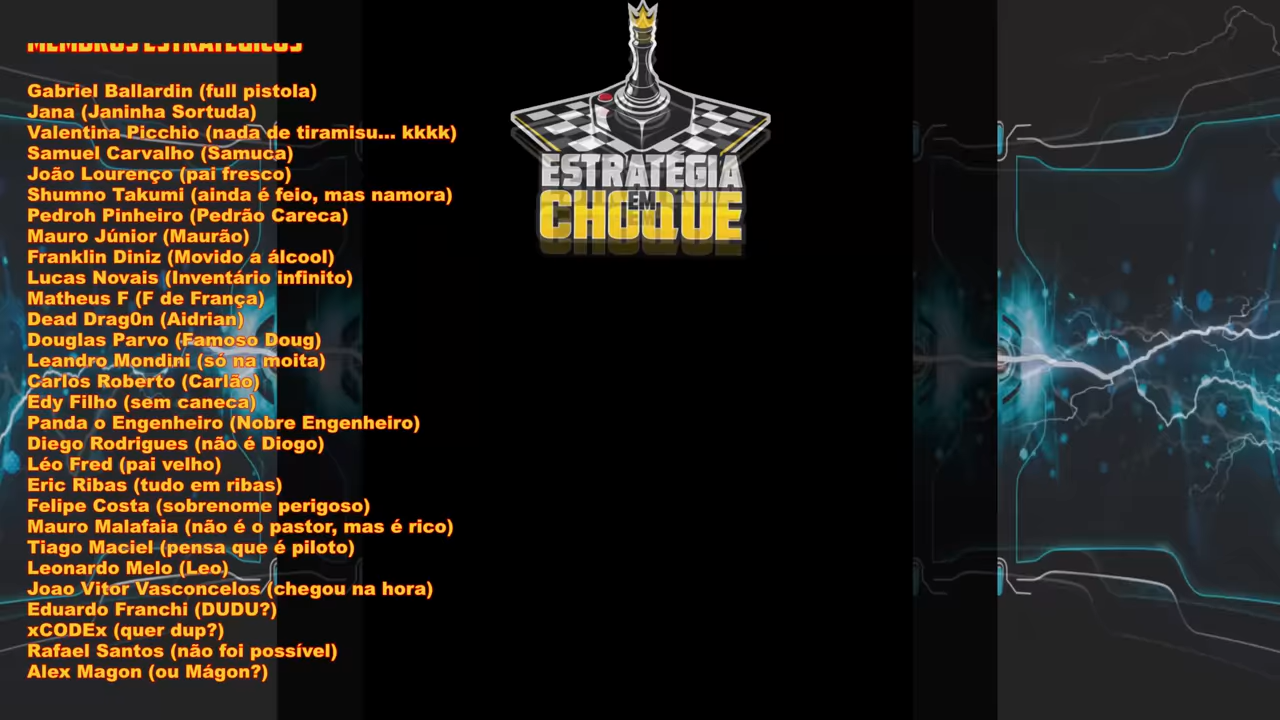 MEMBROS ESTRATÉGICOS
Gabriel Ballardin (full pistola)
Jana (Janinha Sortuda)
Valentina Picchio (nada de tiramisu... kkkk)
Samuel Carvalho (Samuca)
João Lourenço (pai fresco)
Shumno Takumi (ainda é feio, mas namora)
Pedroh Pinheiro (Pedrão Careca)
Mauro Júnior (Maurão)
Franklin Diniz (Movido a álcool)
Lucas Novais (Inventário infinito)
Matheus F (F de França)
Dead Drag0n (Aidrian)
Douglas Parvo (Famoso Doug)
Leandro Mondini (só na moita)
Carlos Roberto (Carlão)
Edy Filho (sem caneca)
Panda o Engenheiro (Nobre Engenheiro)
Diego Rodrigues (não é Diogo)
Léo Fred (pai velho)
Eric Ribas (tudo em ribas)
Felipe Costa (sobrenome perigoso)
Mauro Malafaia (não é o pastor, mas é rico)
Tiago Maciel (pensa que é piloto)
Leonardo Melo (Leo)
Joao Vitor Vasconcelos (chegou na hora)
Eduardo Franchi (DUDU?)
xCODEx (quer dup?)
Rafael Santos (não foi possível)
Alex Magon (ou Mágon?)
ESTRATÉGIA
EM
CHOQUE